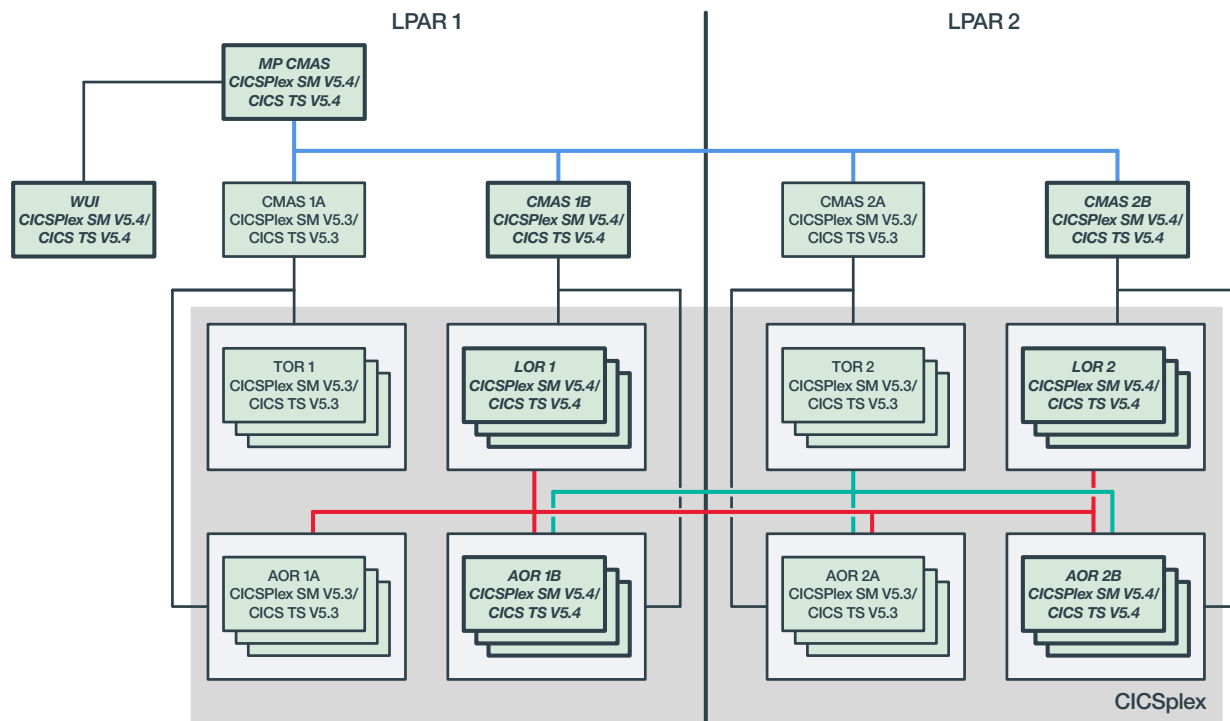 LPAR 1
LPAR 2
MP CMAS
CICSPlex SM V5.4/
CICS TS V5.4
WUI
CICSPlex SM V5.4/
CICS TS V5.4
CMAS 1A
CICSPlex SM V5.3/
CICS TS V5.3
CMAS 1B
CICSPlex SM V5.4/
CICS TS V5.4
CMAS 2A
CICSPlex SM V5.3/
CICS TS V5.3
CMAS 2B
CICSPlex SM V5.4/
CICS TS V5.4
TOR 1
CICSPlex SM V5.3/
CICS TS V5.3
LOR 1
CICSPlex SM V5.4/
CICS TS V5.4
TOR 2
CICSPlex SM V5.3/
CICS TS V5.3
LOR 2
CICSPlex SM V5.4/
CICS TS V5.4
AOR 1A
CICSPlex SM V5.3/
CICS TS V5.3
AOR 1B
CICSPlex SM V5.4/
CICS TS V5.4
AOR 2A
CICSPlex SM V5.3/
CICS TS V5.3
AOR 2B
CICSPlex SM V5.4/
CICS TS V5.4
CICSplex